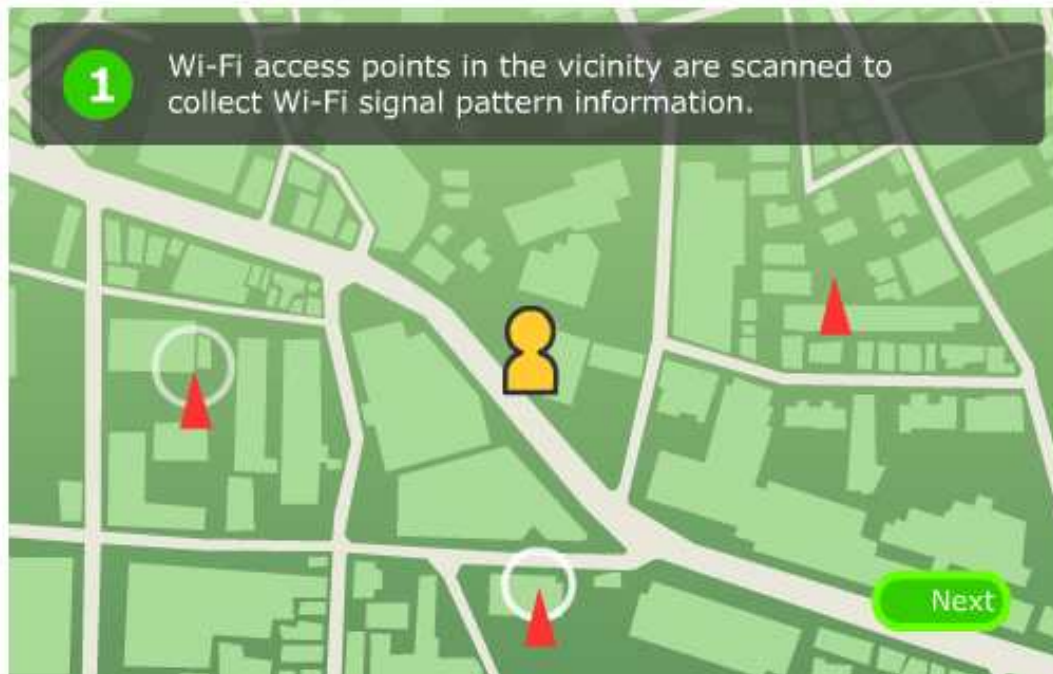 1
Wi-Fi access points in the vicinity are scanned to
collect Wi-Fi signal pattern information.
Next